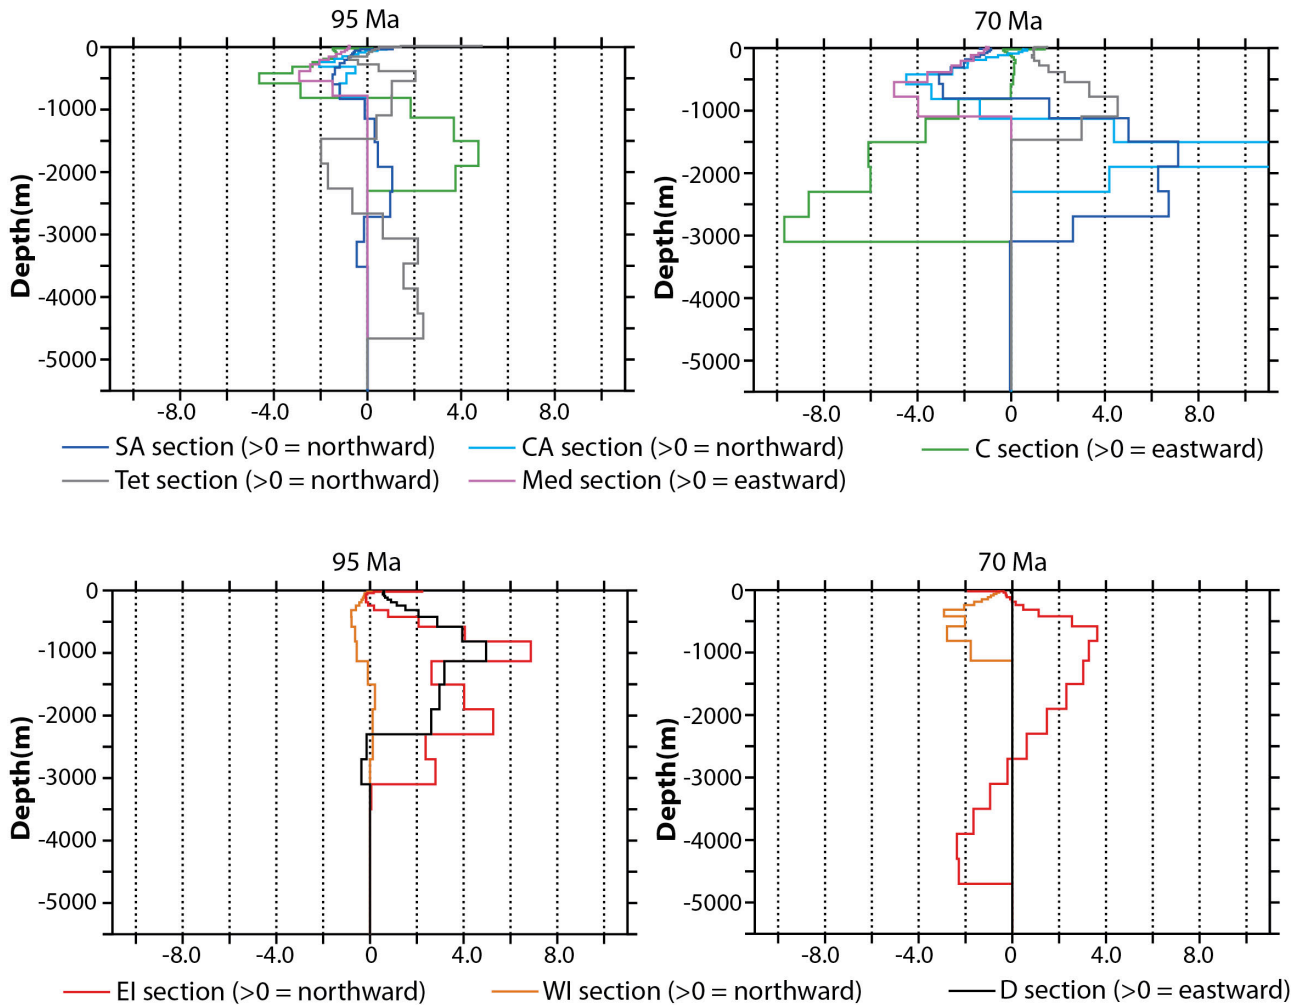 95 Ma
70 Ma
0
-1000
-2000
-3000
-4000
-5000
Depth(m)
-8.0 -4.0 0 4.0 8.0
0
-1000
-2000
-3000
-4000
-5000
Depth(m)
-8.0 -4.0 0 4.0 8.0
SA section (>0 = northward) CA section (>0 = northward) C section (>0 = eastward)
Tet section (>0 = northward) Med section (>0 = eastward)
95 Ma
70 Ma
0
-1000
-2000
-3000
-4000
-5000
Depth(m)
-8.0 -4.0 0 4.0 8.0
0
-1000
-2000
-3000
-4000
-5000
Depth(m)
-8.0 -4.0 0 4.0 8.0
EI section (>0 = northward) WI section (>0 = northward) D section (>0 = eastward)